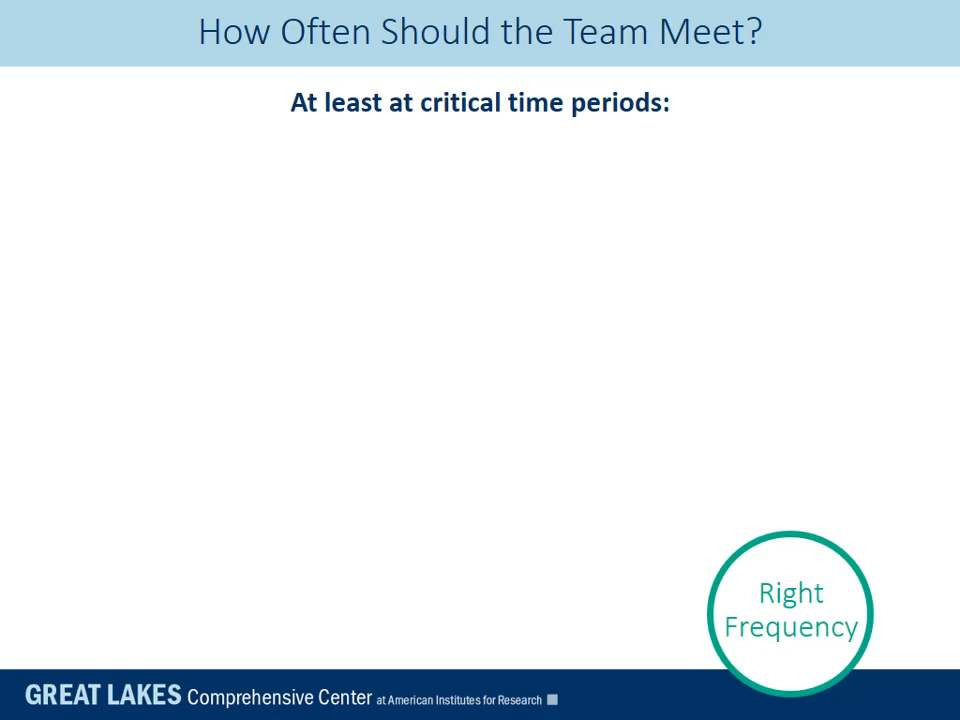 How Often Should the Team Meet?
At least at critical time periods:
Right
Frequency
GREAT LAKES Comprehensive Center at American Institutes for Research